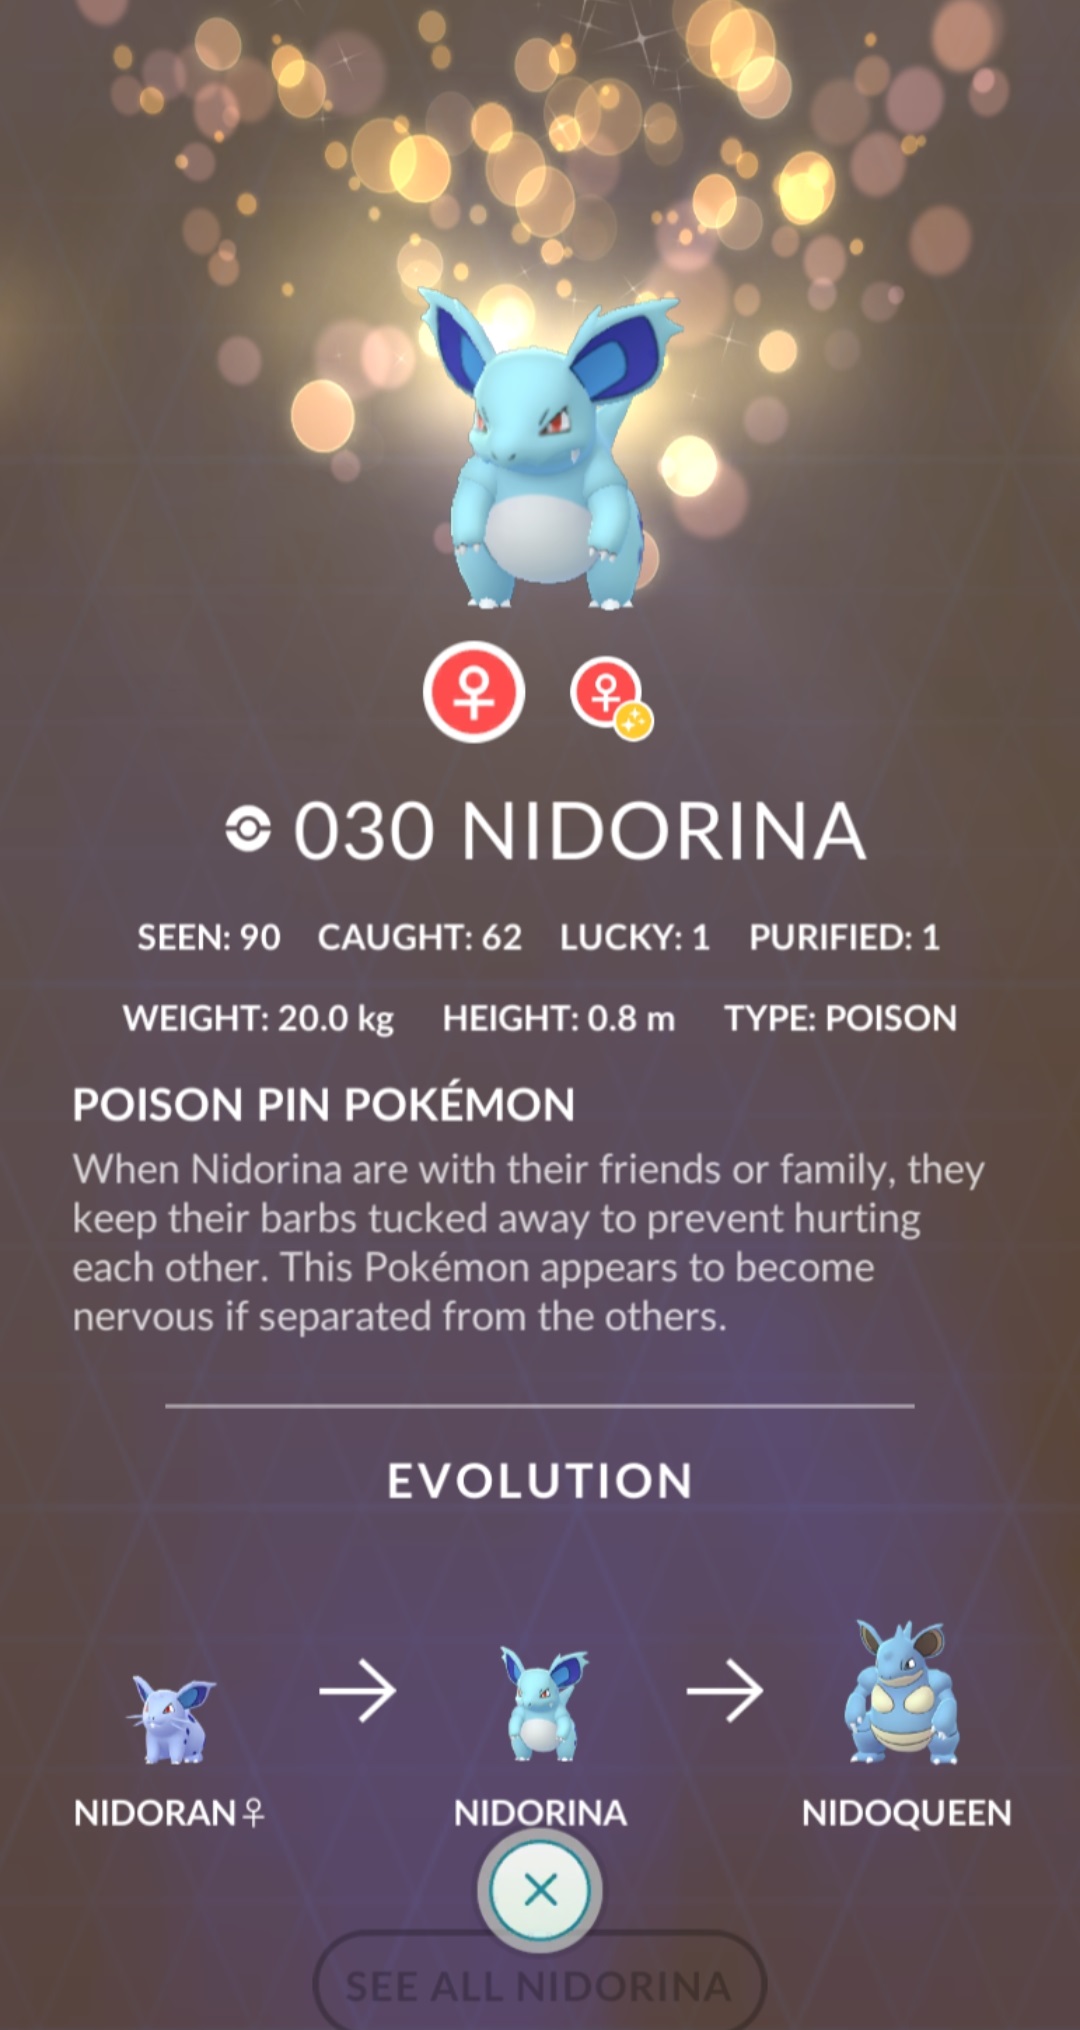 030 NIDORINA
SEEN: 90 CAUGHT: 62 LUCKY: 1 PURIFIED: 1
WEIGHT: 20.0 kg HEIGHT: 0.8 m TYPE: POISON
POISON PIN POKÉMON
When Nidorina are with their friends or family, they
keep their barbs tucked away to prevent hurting
each other. This Pokémon appears to become
nervous if separated from the others.
EVOLUTION
NIDORAN♀ NIDORINA NIDOQUEEN
SEE ALL NIDORINA